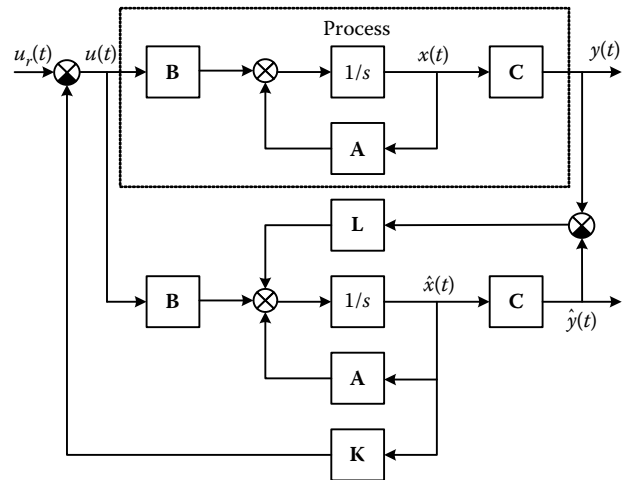 Process
u_r(t) u(t) B 1/s x(t) C y(t)
A
L
B 1/s x̂(t) C ŷ(t)
A
K